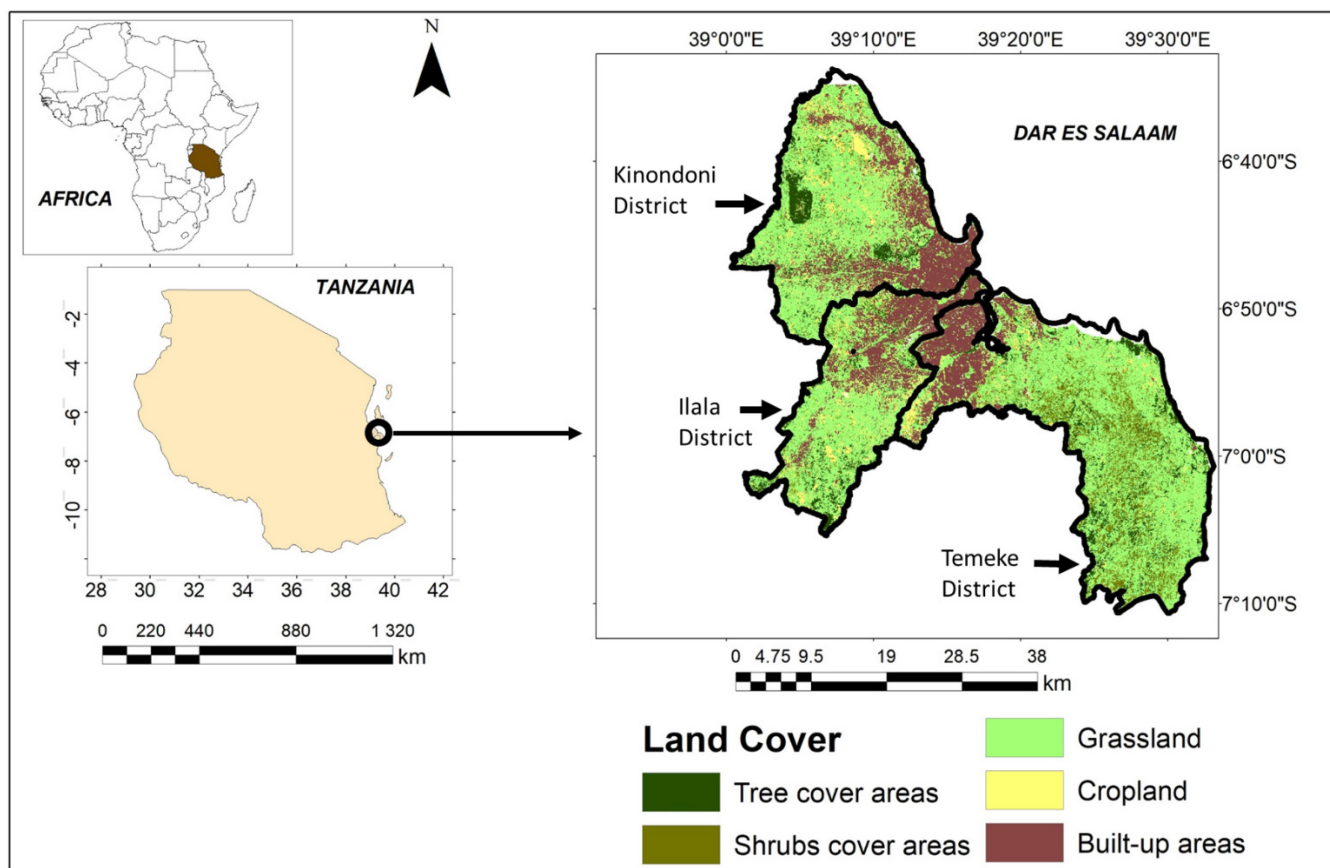 N
AFRICA
TANZANIA
-2
-4
-6
-8
-10
28 30 32 34 36 38 40 42
0 220 440 880 1 320
km
39°0'0"E 39°10'0"E 39°20'0"E 39°30'0"E
DAR ES SALAAM
6°40'0"S
6°50'0"S
7°0'0"S
7°10'0"S
Kinondoni
District
Ilala
District
Temeke
District
0 4.75 9.5 19 28.5 38
km
Land Cover
Tree cover areas
Shrubs cover areas
Grassland
Cropland
Built-up areas